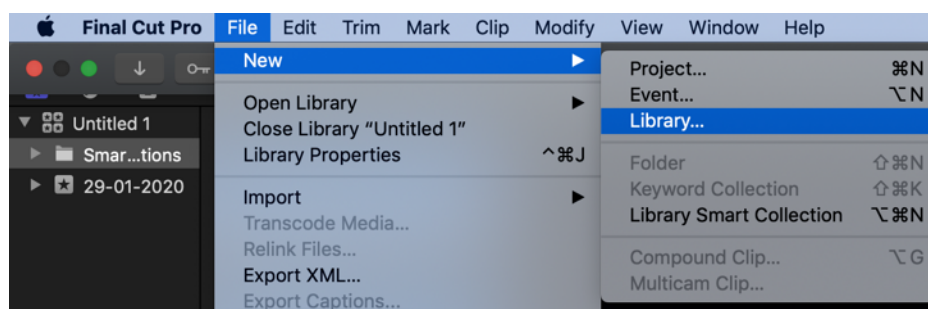 Final Cut Pro File Edit Trim Mark Clip Modify View Window Help
New
Open Library
Close Library “Untitled 1”
Library Properties ^⌘J
Import
Transcode Media...
Relink Files...
Export XML...
Export Captions...
Project... ⌘N
Event... ⌥N
Library...
Folder ⇧⌘N
Keyword Collection ⇧⌘K
Library Smart Collection ⌥⌘N
Compound Clip... ⌥G
Multicam Clip...
Untitled 1
Smar...tions
29-01-2020